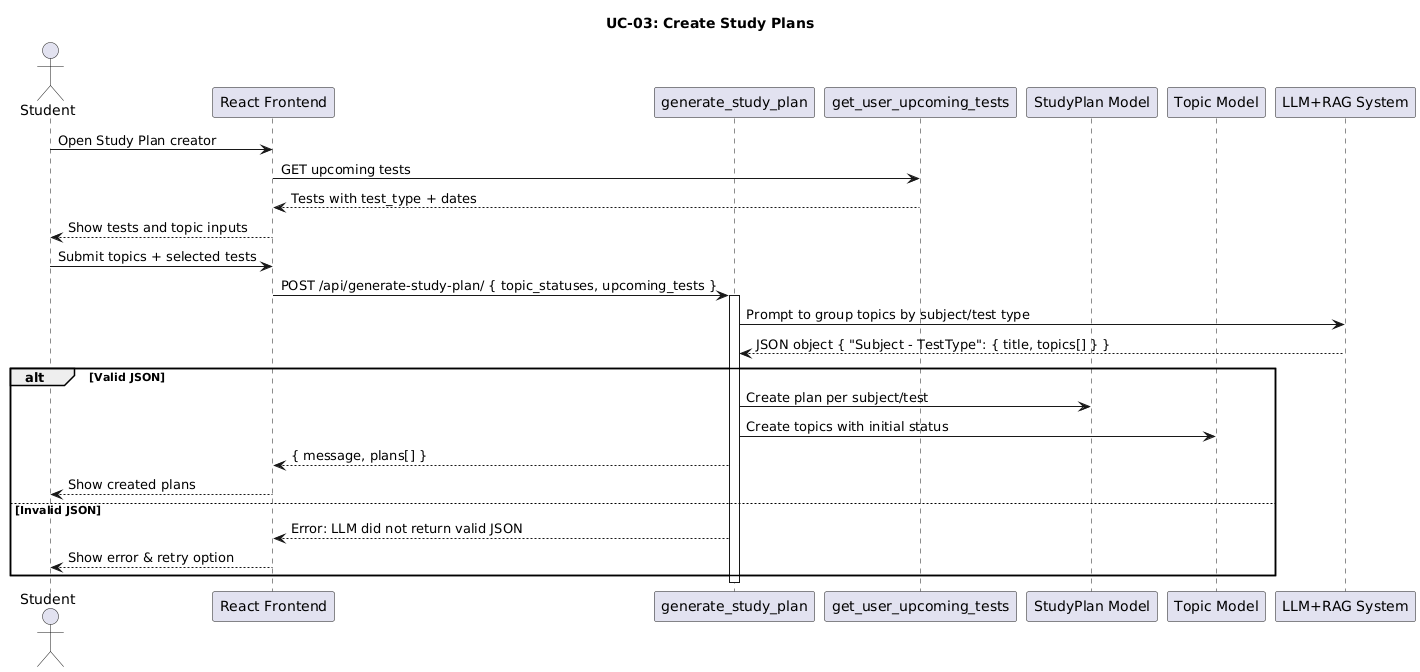 UC-03: Create Study Plans
Student
React Frontend
generate_study_plan
get_user_upcoming_tests
StudyPlan Model
Topic Model
LLM+RAG System
Open Study Plan creator
GET upcoming tests
Tests with test_type + dates
Show tests and topic inputs
Submit topics + selected tests
POST /api/generate-study-plan/ { topic_statuses, upcoming_tests }
Prompt to group topics by subject/test type
JSON object { "Subject - TestType": { title, topics[] } }
alt
[Valid JSON]
Create plan per subject/test
Create topics with initial status
{ message, plans[] }
Show created plans
[Invalid JSON]
Error: LLM did not return valid JSON
Show error & retry option
Student
React Frontend
generate_study_plan
get_user_upcoming_tests
StudyPlan Model
Topic Model
LLM+RAG System